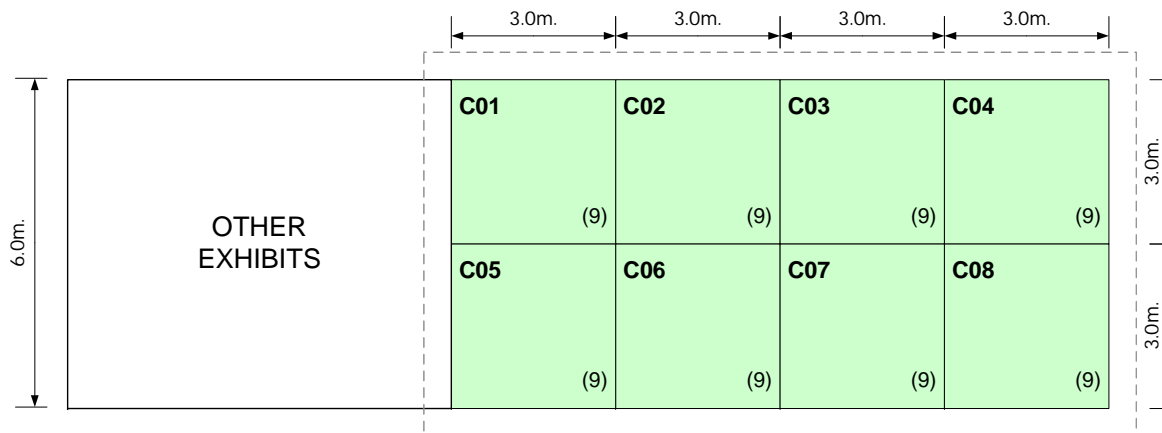 3.0m. 3.0m. 3.0m. 3.0m.
C01 C02 C03 C04
3.0m.
(9) (9) (9) (9)
6.0m.
OTHER
EXHIBITS
C05 C06 C07 C08
3.0m.
(9) (9) (9) (9)